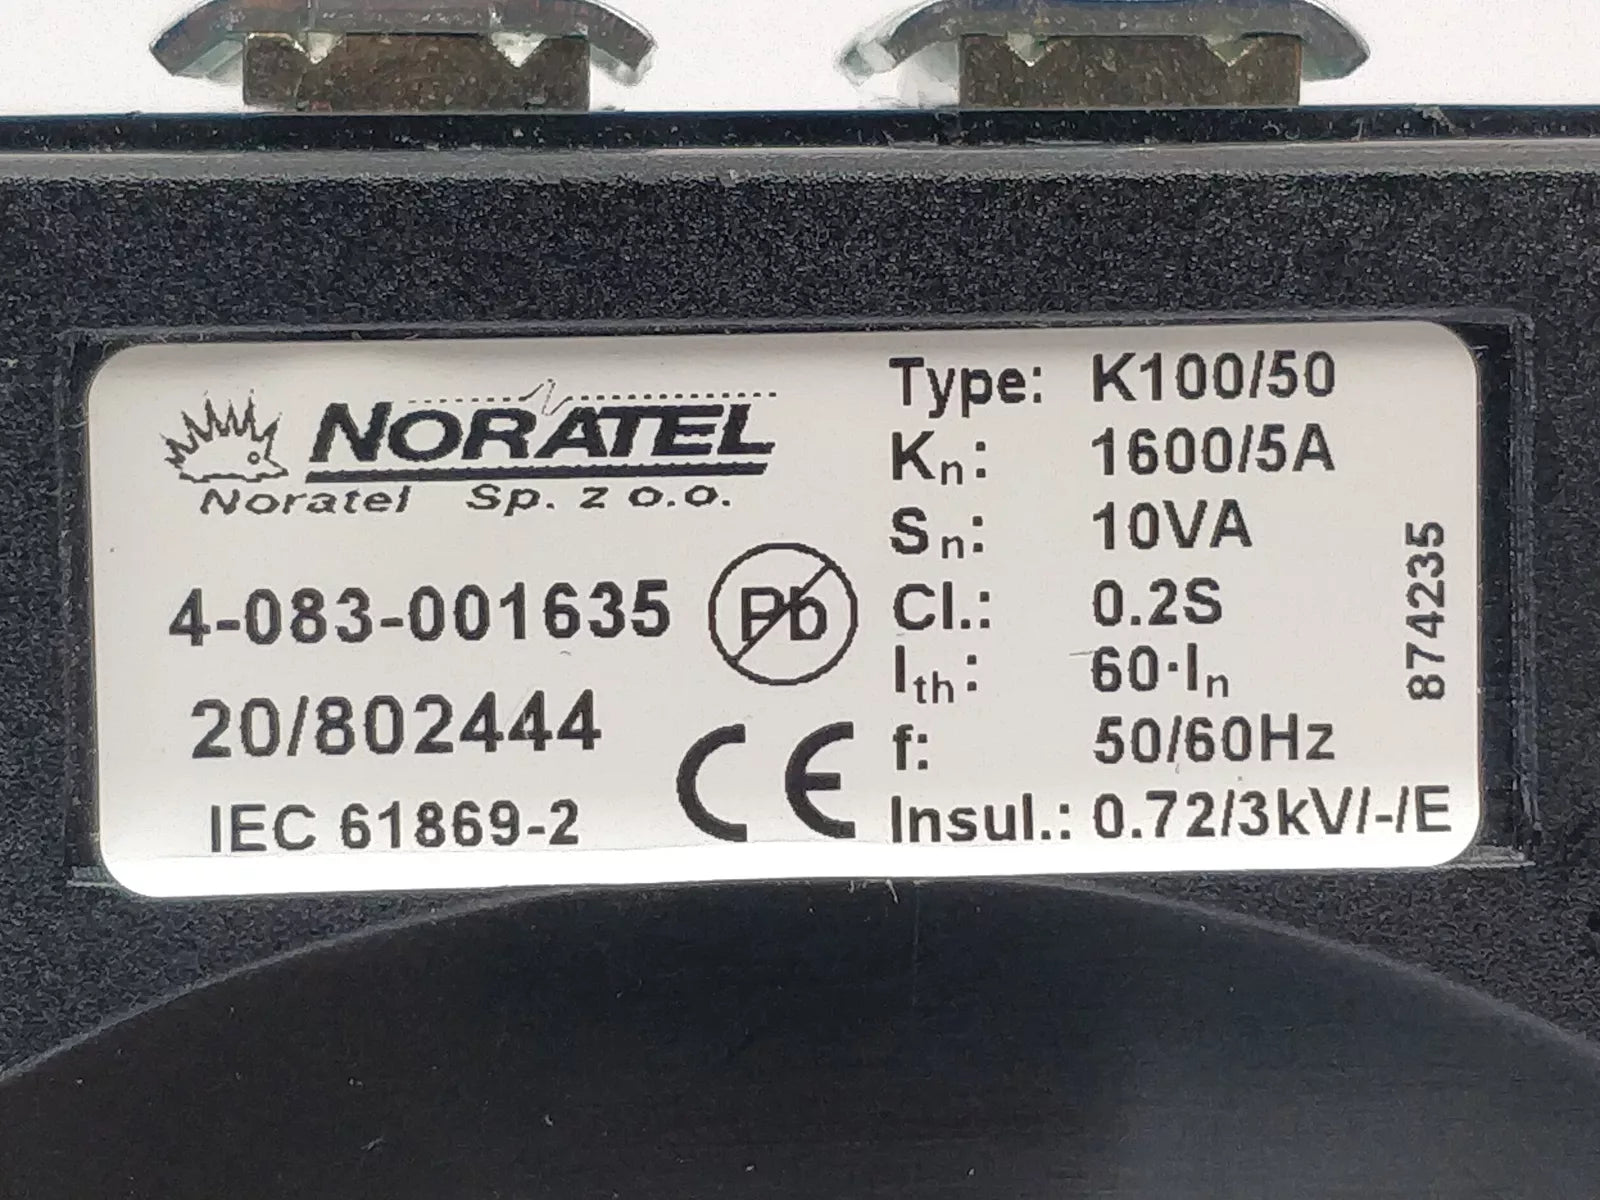 NORATEL
Noratel Sp. z o.o.
4-083-001635
Pb
20/802444
IEC 61869-2
CE
Type: K100/50
Kn: 1600/5A
Sn: 10VA
Cl.: 0.2S
Ith: 60·In
f: 50/60Hz
Insul.: 0.72/3kV/-/E
874235